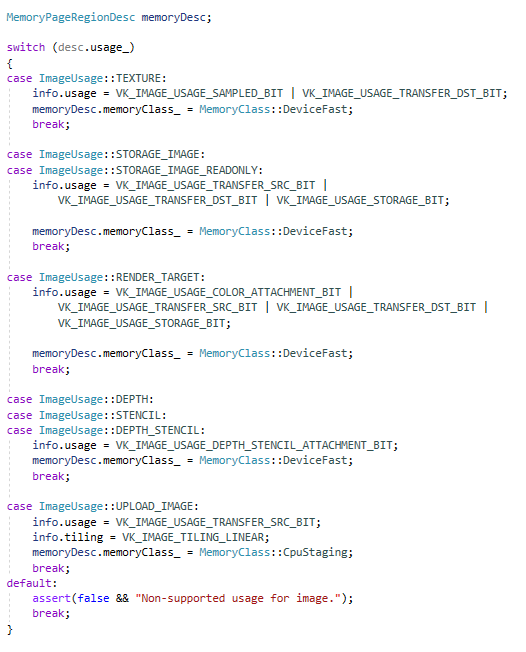 MemoryPageRegionDesc memoryDesc;

switch (desc.usage_)
{
case ImageUsage::TEXTURE:
    info.usage = VK_IMAGE_USAGE_SAMPLED_BIT | VK_IMAGE_USAGE_TRANSFER_DST_BIT;
    memoryDesc.memoryClass_ = MemoryClass::DeviceFast;
    break;

case ImageUsage::STORAGE_IMAGE:
case ImageUsage::STORAGE_IMAGE_READONLY:
    info.usage = VK_IMAGE_USAGE_TRANSFER_SRC_BIT |
        VK_IMAGE_USAGE_TRANSFER_DST_BIT | VK_IMAGE_USAGE_STORAGE_BIT;

    memoryDesc.memoryClass_ = MemoryClass::DeviceFast;
    break;

case ImageUsage::RENDER_TARGET:
    info.usage = VK_IMAGE_USAGE_COLOR_ATTACHMENT_BIT |
        VK_IMAGE_USAGE_TRANSFER_SRC_BIT | VK_IMAGE_USAGE_TRANSFER_DST_BIT |
        VK_IMAGE_USAGE_STORAGE_BIT;

    memoryDesc.memoryClass_ = MemoryClass::DeviceFast;
    break;

case ImageUsage::DEPTH:
case ImageUsage::STENCIL:
case ImageUsage::DEPTH_STENCIL:
    info.usage = VK_IMAGE_USAGE_DEPTH_STENCIL_ATTACHMENT_BIT;
    memoryDesc.memoryClass_ = MemoryClass::DeviceFast;
    break;

case ImageUsage::UPLOAD_IMAGE:
    info.usage = VK_IMAGE_USAGE_TRANSFER_SRC_BIT;
    info.tiling = VK_IMAGE_TILING_LINEAR;
    memoryDesc.memoryClass_ = MemoryClass::CpuStaging;
    break;
default:
    assert(false && "Non-supported usage for image.");
    break;
}